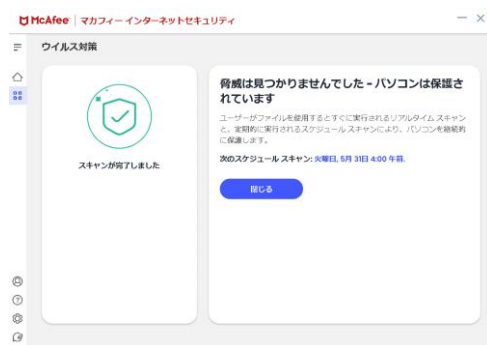 McAfee | マカフィー インターネットセキュリティ
ウイルス対策
スキャンが完了しました
脅威は見つかりませんでした - パソコンは保護さ
れています
ユーザーがファイルを使用するとすぐに実行されるリアルタイム スキャン
と、定期的に実行されるスケジュール スキャンにより、パソコンを継続的
に保護します。
次のスケジュール スキャン: 火曜日, 5月 31日 4:00 午前.
閉じる